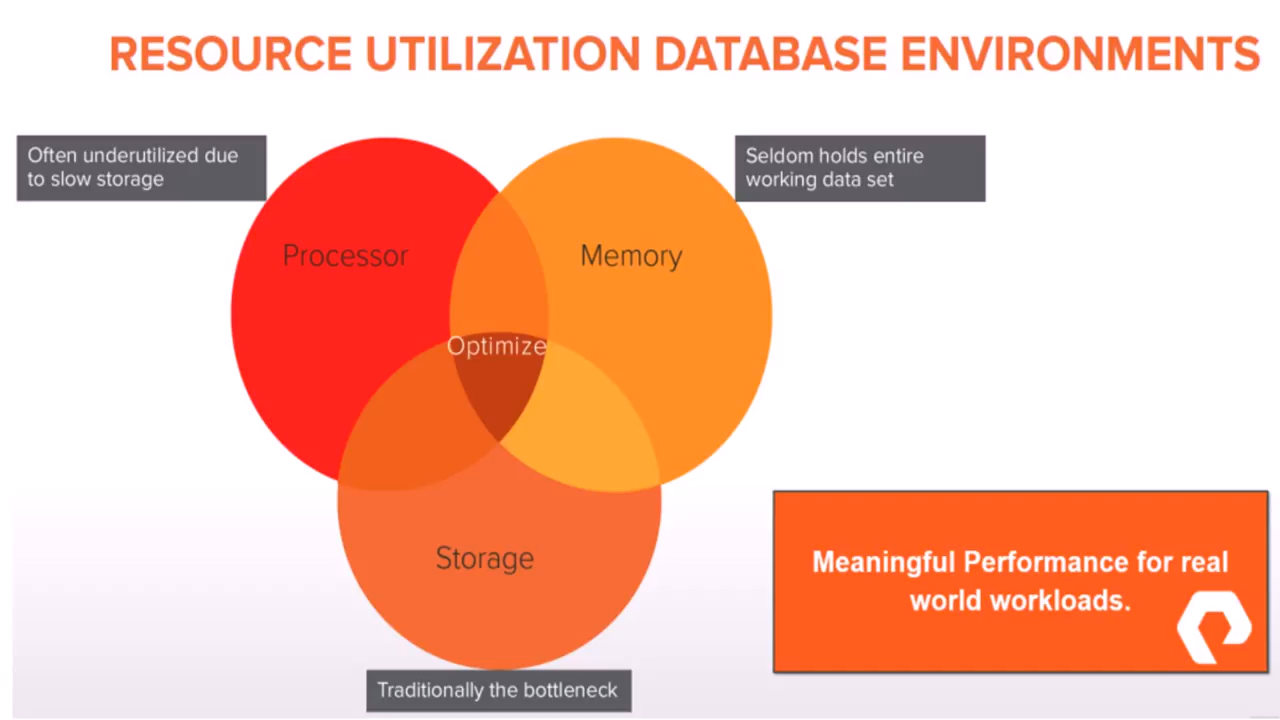 RESOURCE UTILIZATION DATABASE ENVIRONMENTS
Often underutilized due
to slow storage
Seldom holds entire
working data set
Processor
Memory
Optimize
Storage
Meaningful Performance for real
world workloads.
Traditionally the bottleneck